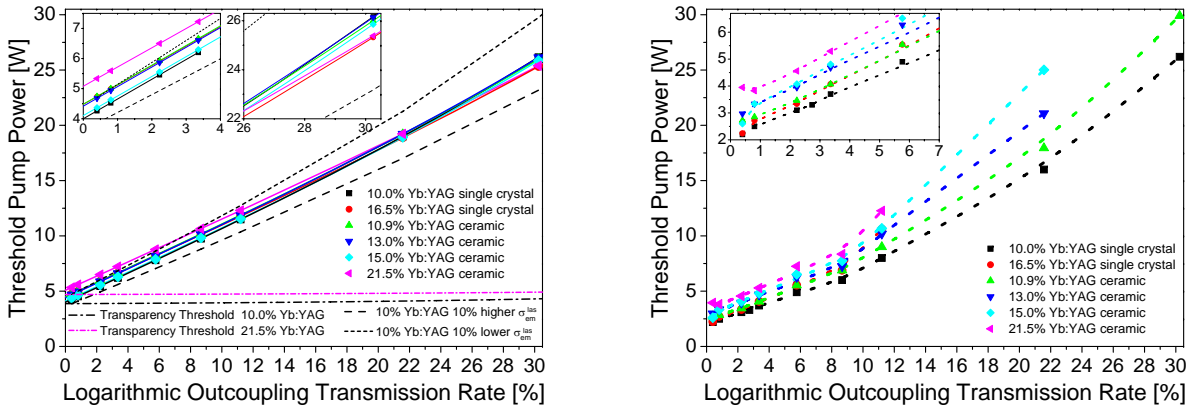 30
25
20
15
10
5
0
Threshold Pump Power [W]
0 2 4 6 8 10 12 14 16 18 20 22 24 26 28 30
Logarithmic Outcoupling Transmission Rate [%]
7
6
5
4
0 1 2 3 4
26
24
22
26 28 30
10.0% Yb:YAG single crystal
16.5% Yb:YAG single crystal
10.9% Yb:YAG ceramic
13.0% Yb:YAG ceramic
15.0% Yb:YAG ceramic
21.5% Yb:YAG ceramic
Transparency Threshold 10.0% Yb:YAG
Transparency Threshold 21.5% Yb:YAG
10% Yb:YAG 10% higher σ_em^las
10% Yb:YAG 10% lower σ_em^las
30
25
20
15
10
5
0
Threshold Pump Power [W]
0 2 4 6 8 10 12 14 16 18 20 22 24 26 28 30
Logarithmic Outcoupling Transmission Rate [%]
6
5
4
3
2
0 1 2 3 4 5 6 7
10.0% Yb:YAG single crystal
16.5% Yb:YAG single crystal
10.9% Yb:YAG ceramic
13.0% Yb:YAG ceramic
15.0% Yb:YAG ceramic
21.5% Yb:YAG ceramic